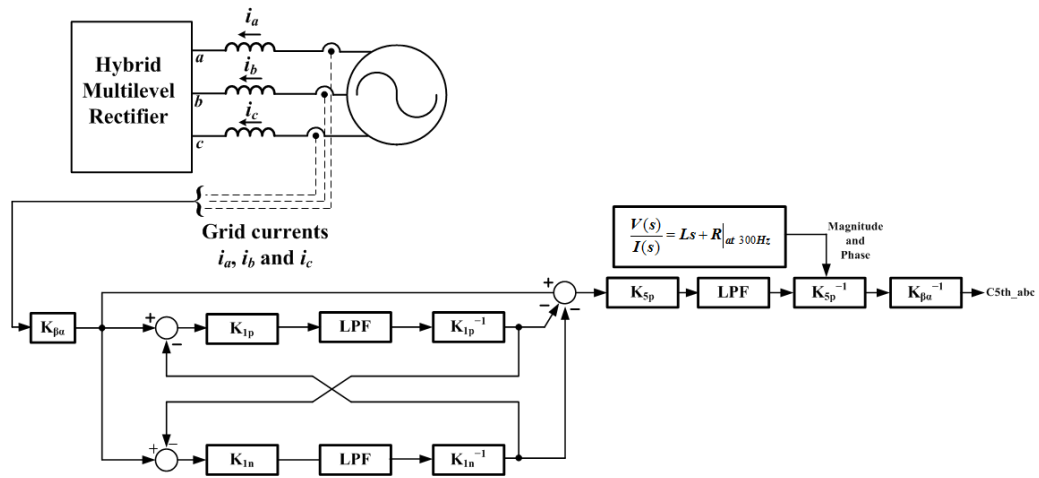 i_a
Hybrid
Multilevel
Rectifier
a
i_b
b
i_c
c
Grid currents
i_a, i_b and i_c
V(s)/I(s) = Ls + R|at 300Hz
Magnitude
and
Phase
K_βα
+
−
K_1p
LPF
K_1p^-1
+
−
−
K_5p
LPF
K_5p^-1
K_βα^-1
C5th_abc
+
−
K_1n
LPF
K_1n^-1